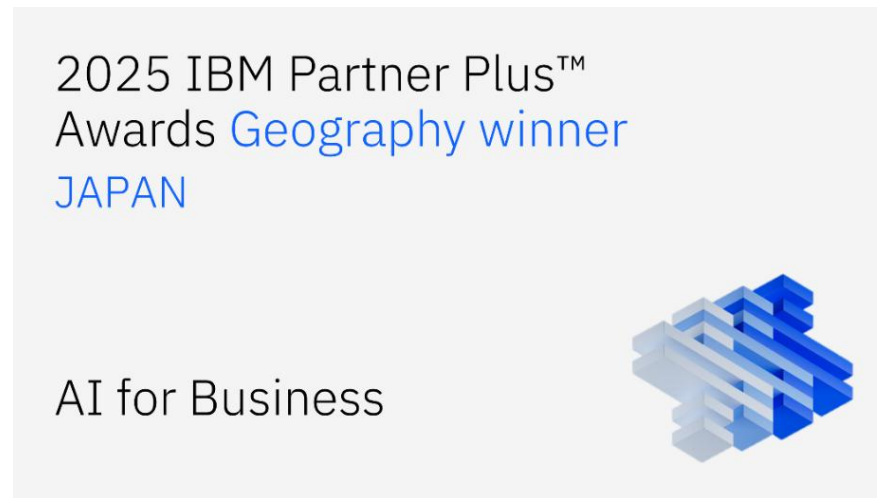 2025 IBM Partner Plus™
Awards Geography winner
JAPAN
AI for Business